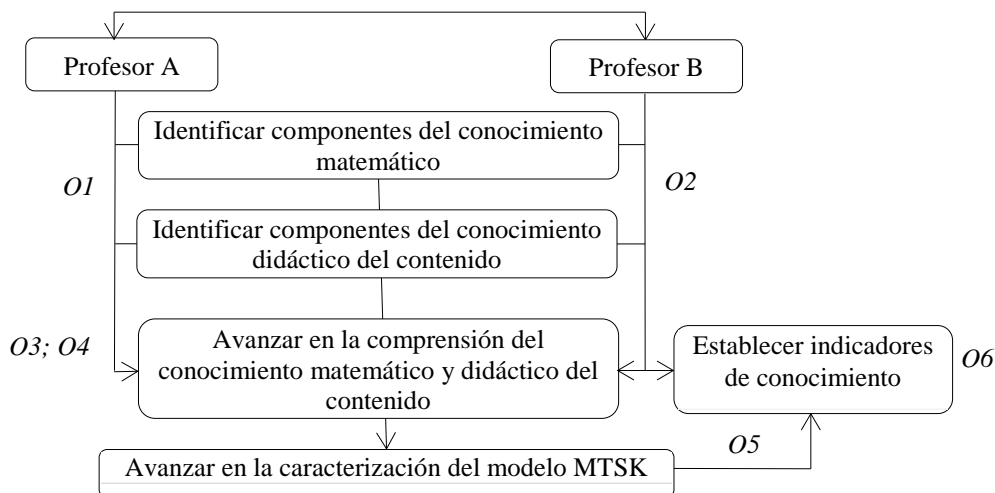 Profesor A
Profesor B
Identificar componentes del conocimiento
matemático
O1
O2
Identificar componentes del conocimiento
didáctico del contenido
O3; O4
Avanzar en la comprensión del
conocimiento matemático y didáctico del
contenido
Establecer indicadores
de conocimiento
O6
O5
Avanzar en la caracterización del modelo MTSK